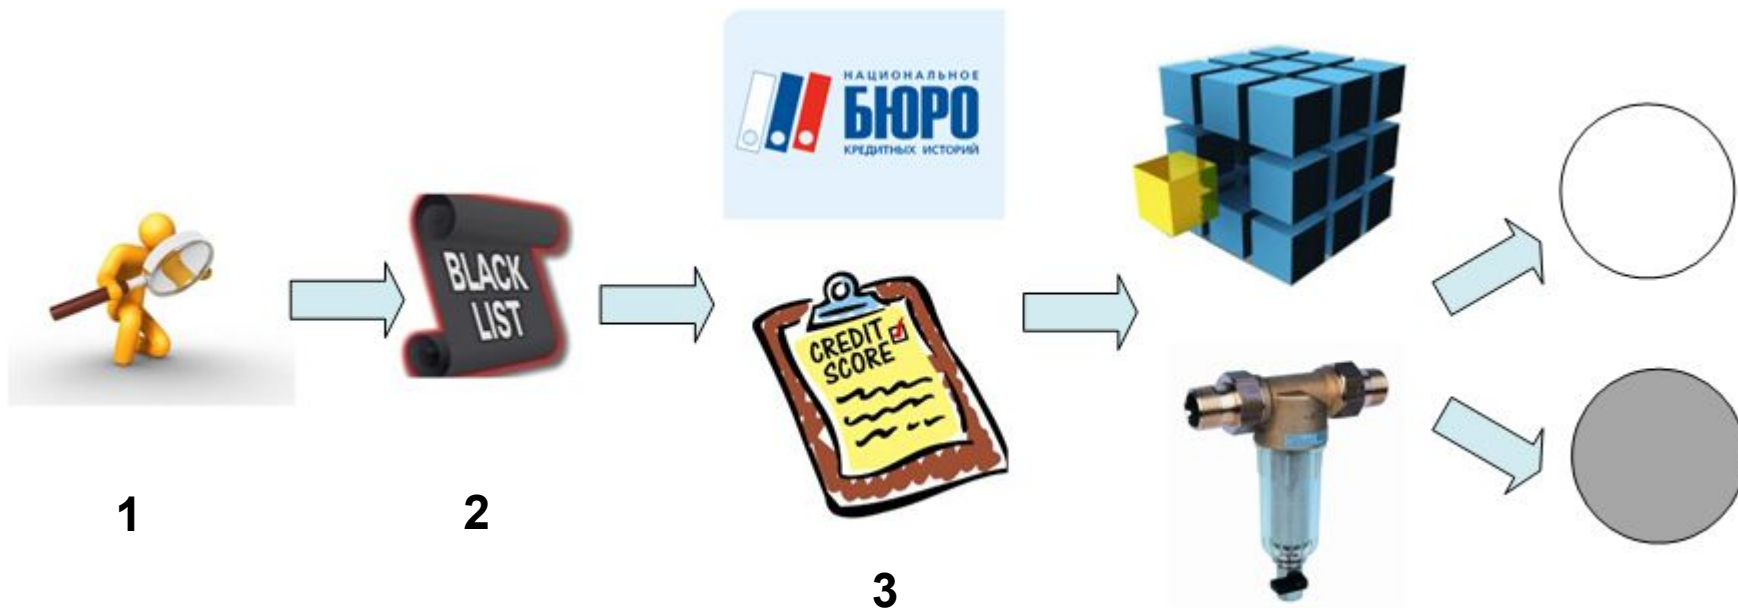 НАЦИОНАЛЬНОЕ
БЮРО
КРЕДИТНЫХ ИСТОРИЙ
BLACK
LIST
CREDIT
SCORE
1
2
3